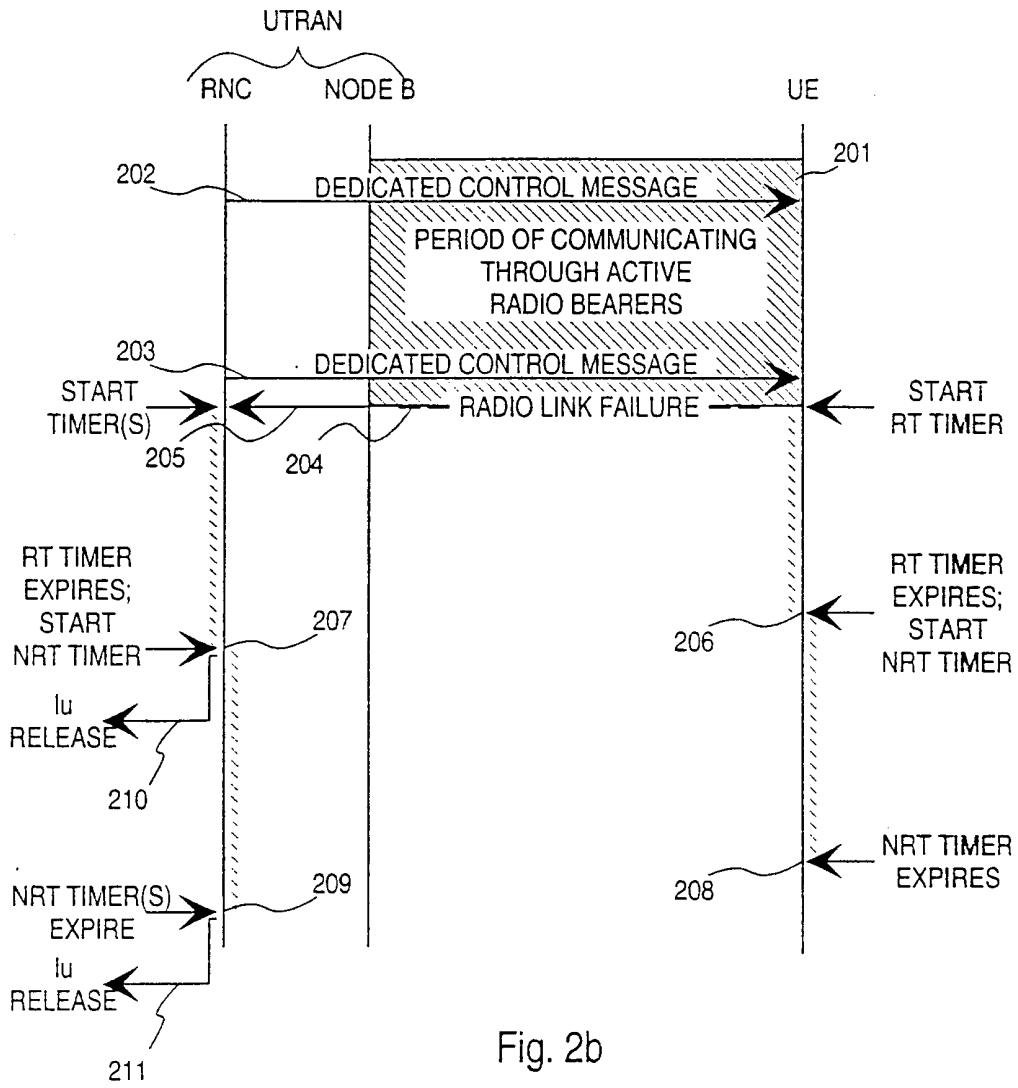 UTRAN
RNC
NODE B
UE
201
202
DEDICATED CONTROL MESSAGE
PERIOD OF COMMUNICATING
THROUGH ACTIVE
RADIO BEARERS
203
DEDICATED CONTROL MESSAGE
START
TIMER(S)
RADIO LINK FAILURE
START
RT TIMER
205
204
RT TIMER
EXPIRES;
START
NRT TIMER
207
206
RT TIMER
EXPIRES;
START
NRT TIMER
Iu
RELEASE
210
NRT TIMER(S)
EXPIRE
209
208
NRT TIMER
EXPIRES
Iu
RELEASE
211
Fig. 2b